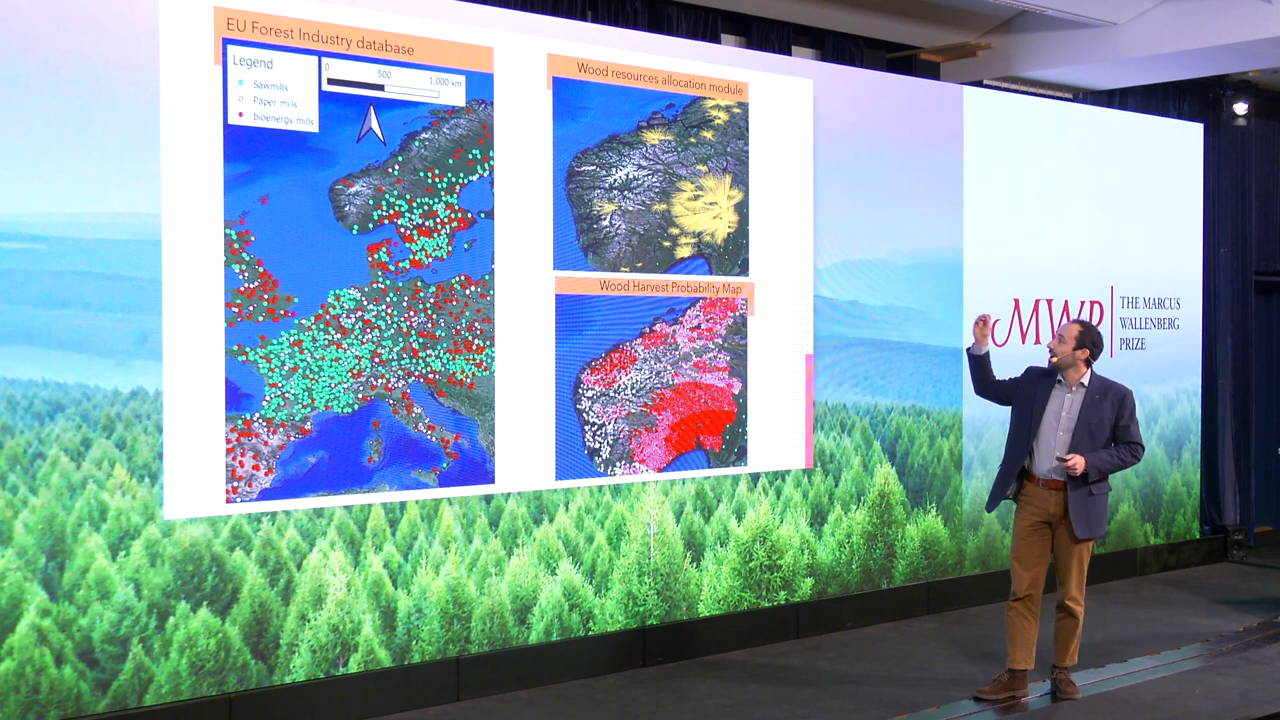 EU Forest Industry database
Legend
Sawmills
Paper mills
bioenergy mills
0 500 1,000 km
Wood resources allocation module
Wood Harvest Probability Map
MWP
THE MARCUS
WALLENBERG
PRIZE